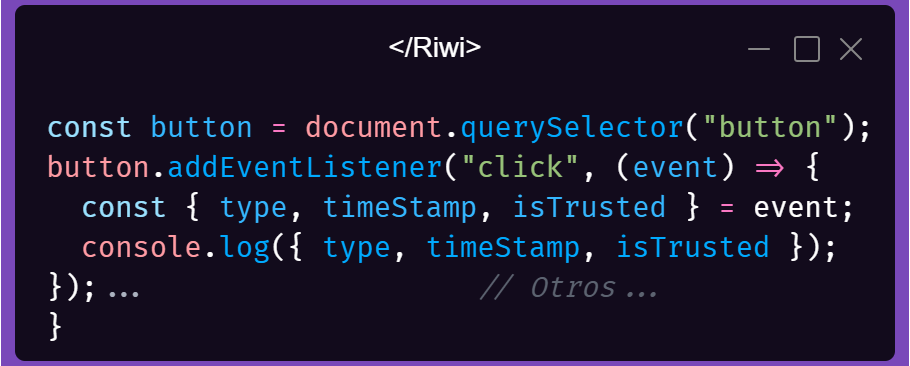 </Riwi>
const button = document.querySelector("button");
button.addEventListener("click", (event) => {
  const { type, timeStamp, isTrusted } = event;
  console.log({ type, timeStamp, isTrusted });
}); ... // Otros ...
}